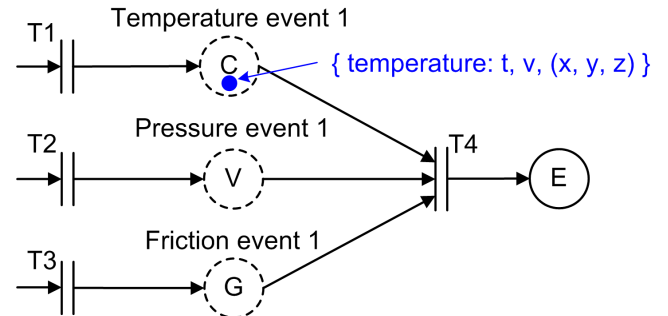 Temperature event 1
T1
C
{ temperature: t, v, (x, y, z) }
Pressure event 1
T2
T4
V
E
Friction event 1
T3
G